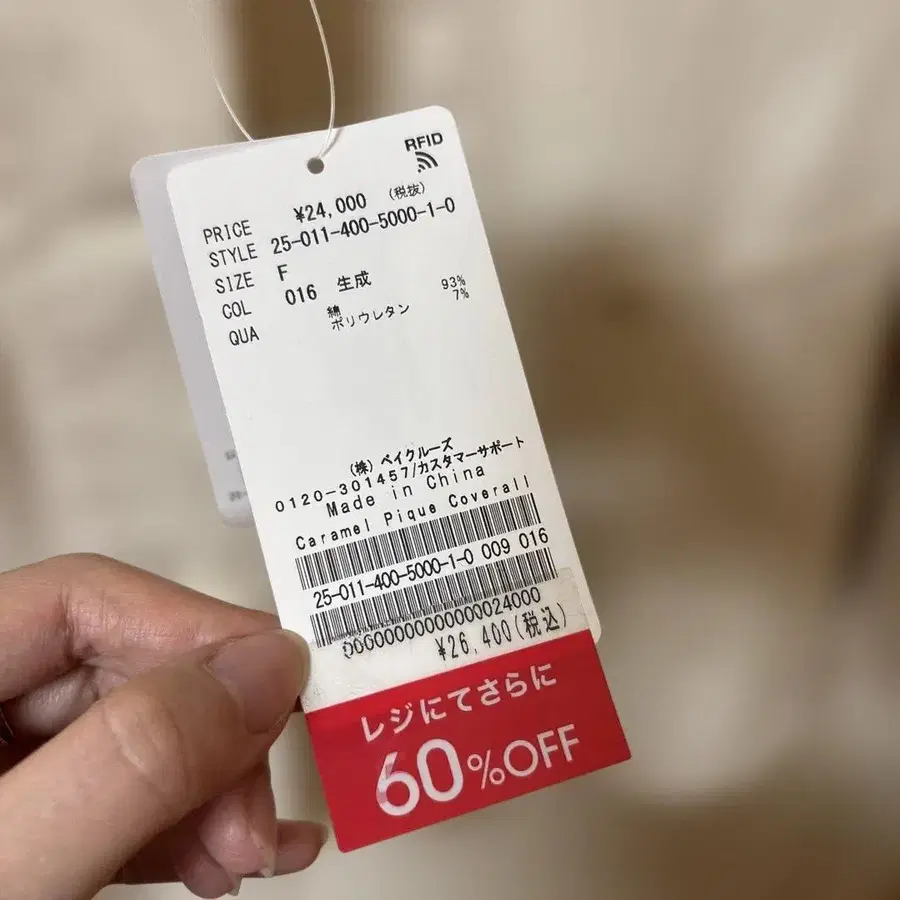 RFID
PRICE ¥24,000 (税抜)
STYLE 25-011-400-5000-1-0
SIZE F
COL 016 生成
QUA 綿 93%
ポリウレタン 7%
(株) ベイクルーズ
0120-301457/カスタマーサポート
Made in China
Caramel Pique Coverall
25-011-400-5000-1-0 009 016
0000000000000024000
¥26,400(税込)
レジにてさらに
60%OFF